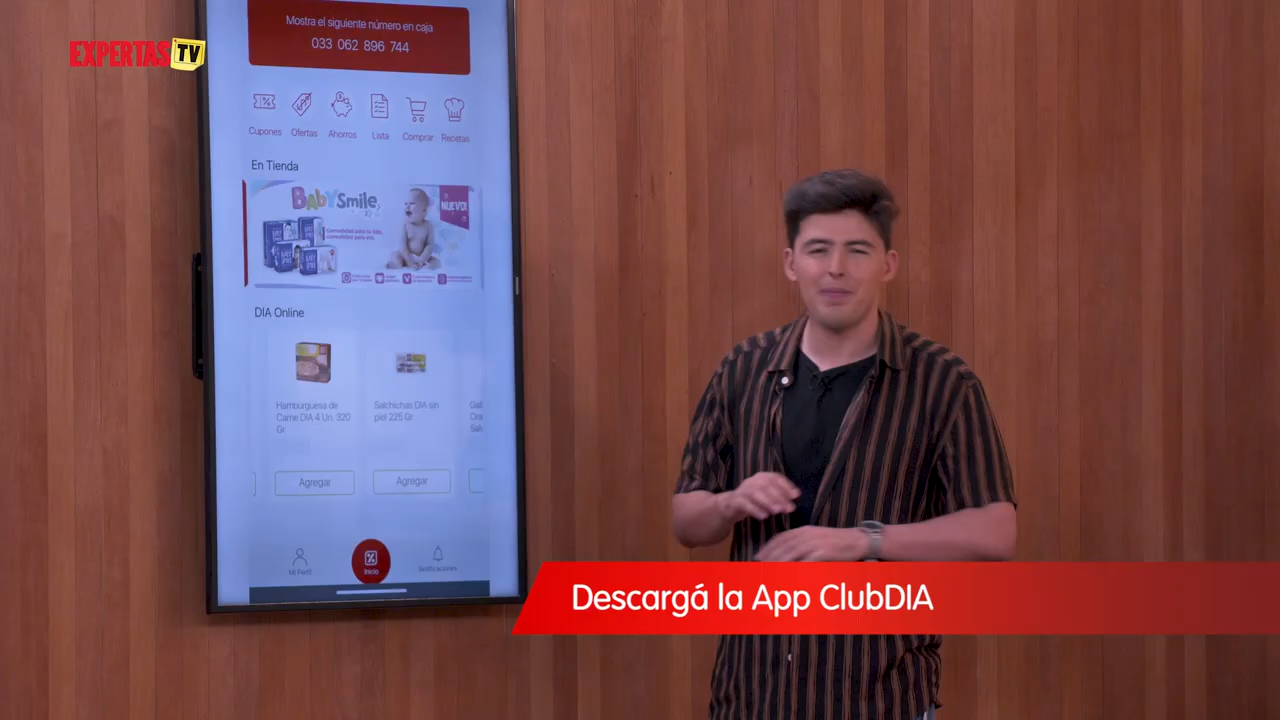 EXPERTAS TV
Mostra el siguiente número en caja
033 062 896 744
Cupones Ofertas Ahorros Lista Comprar Recetas
En Tienda
BABYSmile
NUEVO!
DIA Online
Hamburguesa de
Carne DIA 4 Un. 320
Gr
Salchichas DIA sin
piel 225 Gr.
Agregar
Agregar
Mi Perfil
Inicio
Notificaciones
Descargá la App ClubDIA